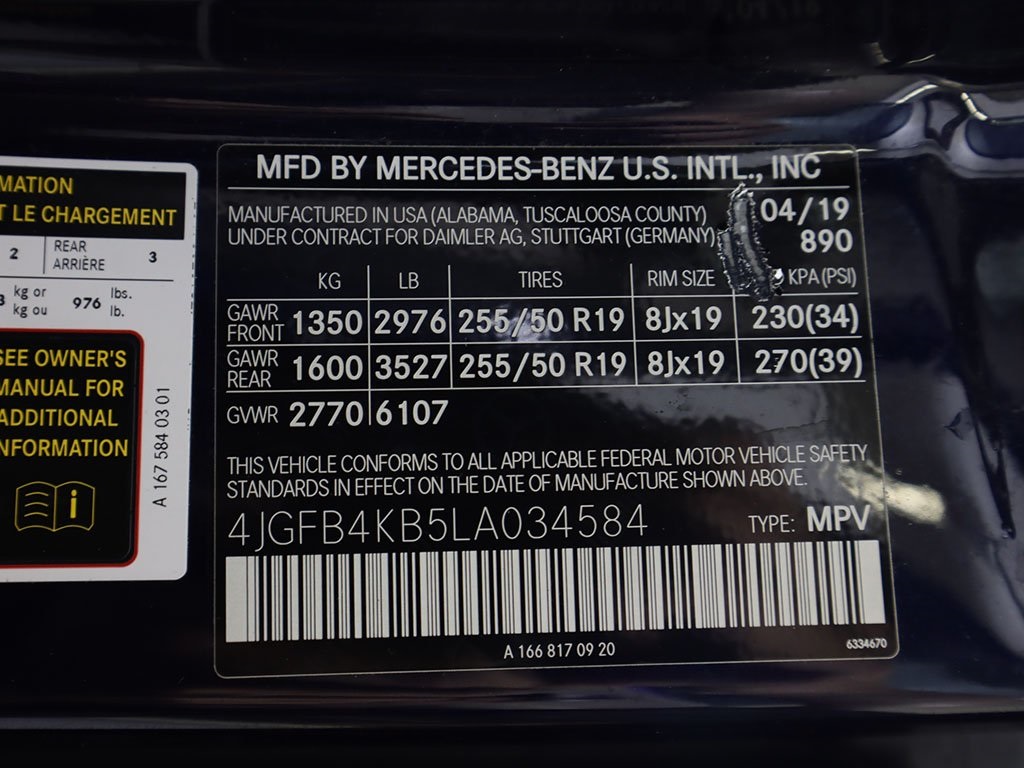 MATION
T LE CHARGEMENT
2 REAR ARRIÈRE 3
kg or
kg ou 976 lbs.
lb.
SEE OWNER'S
MANUAL FOR
ADDITIONAL
INFORMATION
A 167 584 03 01
MFD BY MERCEDES-BENZ U.S. INTL., INC
MANUFACTURED IN USA (ALABAMA, TUSCALOOSA COUNTY) 04/19
UNDER CONTRACT FOR DAIMLER AG, STUTTGART (GERMANY) 890
KG LB TIRES RIM SIZE KPA (PSI)
GAWR FRONT 1350 2976 255/50 R19 8Jx19 230(34)
GAWR REAR 1600 3527 255/50 R19 8Jx19 270(39)
GVWR 2770 6107
THIS VEHICLE CONFORMS TO ALL APPLICABLE FEDERAL MOTOR VEHICLE SAFETY
STANDARDS IN EFFECT ON THE DATE OF MANUFACTURE SHOWN ABOVE.
4JGFB4KB5LA034584 TYPE: MPV
A 166 817 09 20
6334670